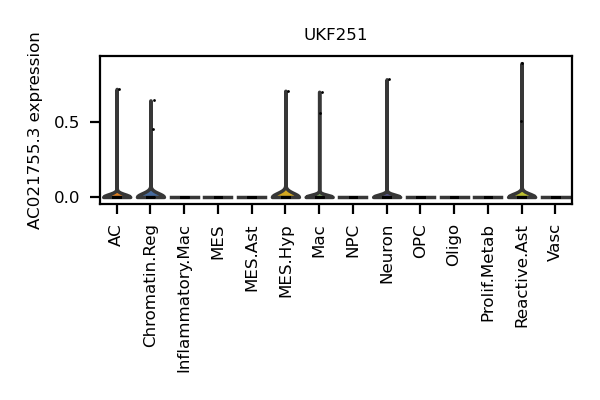 UKF251
AC021755.3 expression
0.5
0.0
AC
Chromatin.Reg
Inflammatory.Mac
MES
MES.Ast
MES.Hyp
Mac
NPC
Neuron
OPC
Oligo
Prolif.Metab
Reactive.Ast
Vasc